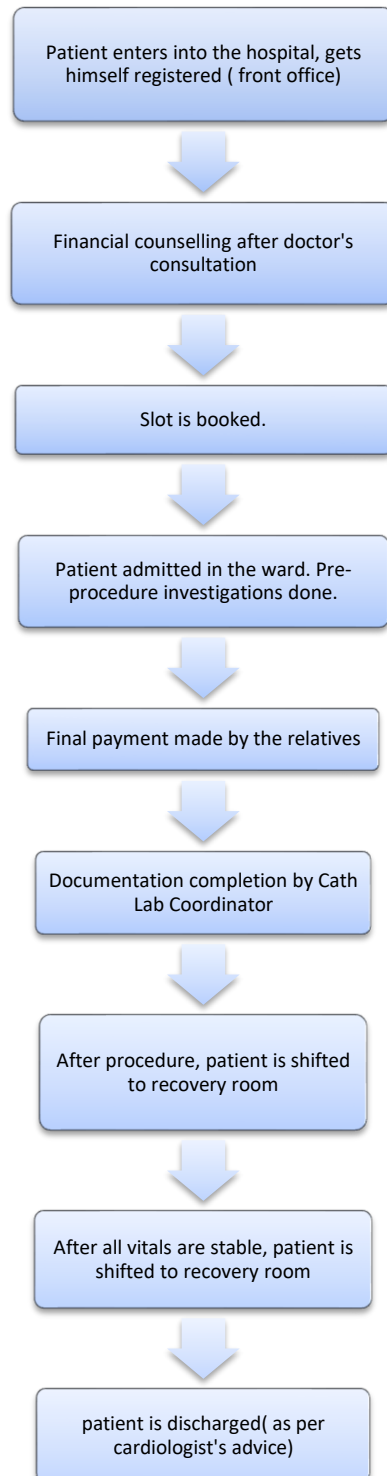 Patient enters into the hospital, gets
himself registered ( front office)
Financial counselling after doctor's
consultation
Slot is booked.
Patient admitted in the ward. Pre-
procedure investigations done.
Final payment made by the relatives
Documentation completion by Cath
Lab Coordinator
After procedure, patient is shifted
to recovery room
After all vitals are stable, patient is
shifted to recovery room
patient is discharged( as per
cardiologist's advice)